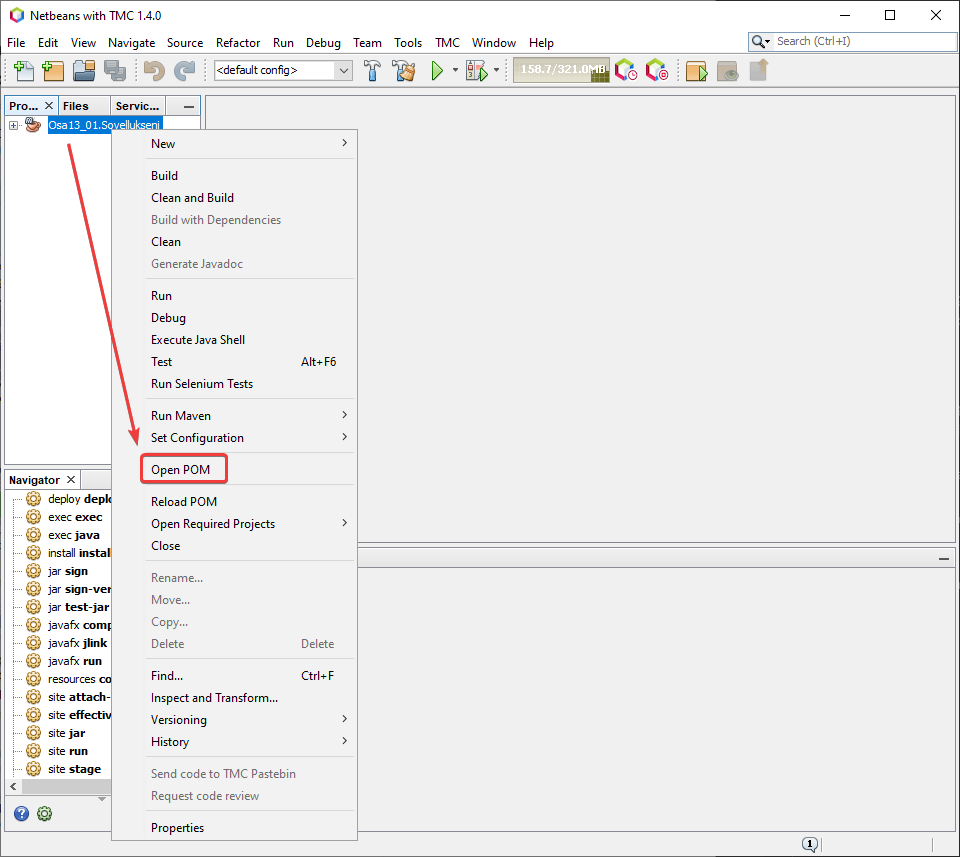 Netbeans with TMC 1.4.0
File Edit View Navigate Source Refactor Run Debug Team Tools TMC Window Help
Search (Ctrl+I)
<default config>
158.7/321.0MB
Pro... Files Servic...
Osa13_01.Sovellukseni
New
Build
Clean and Build
Build with Dependencies
Clean
Generate Javadoc
Run
Debug
Execute Java Shell
Test Alt+F6
Run Selenium Tests
Run Maven
Set Configuration
Open POM
Reload POM
Open Required Projects
Close
Rename...
Move...
Copy...
Delete Delete
Find... Ctrl+F
Inspect and Transform...
Versioning
History
Send code to TMC Pastebin
Request code review
Properties
Navigator
deploy deplo
exec exec
exec java
install install
jar sign
jar sign-ver
jar test-jar
javafx comp
javafx jlink
javafx run
resources co
site attach-
site effectiv
site jar
site run
site stage
1